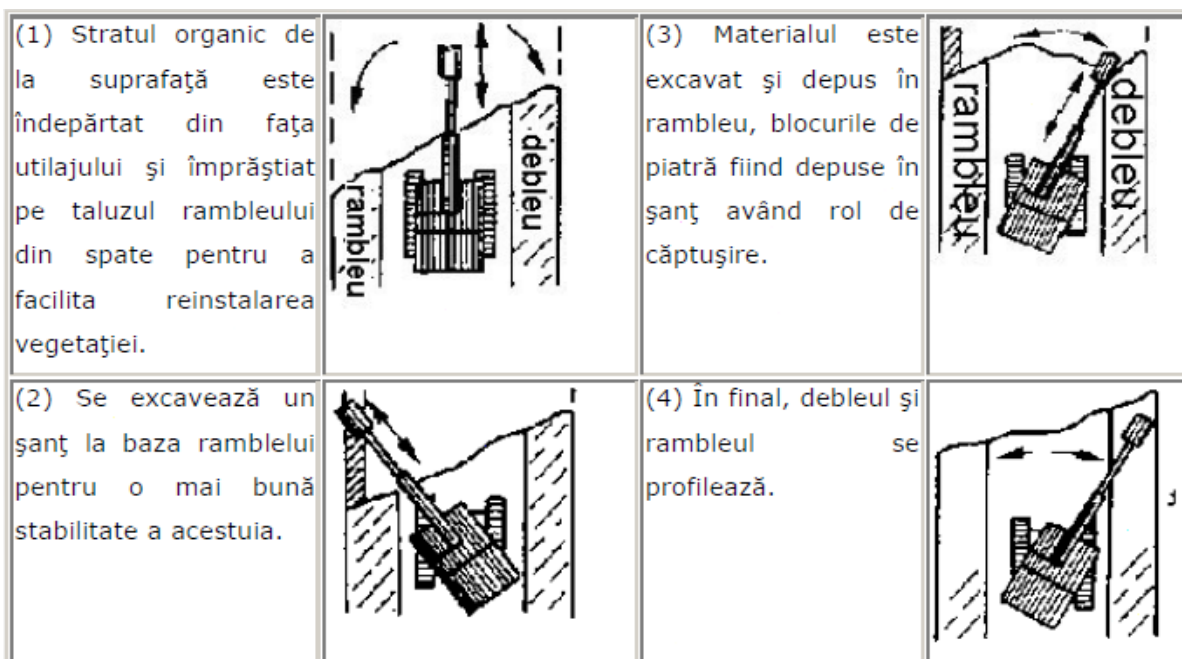 (1) Stratul organic de
la suprafaţă este
îndepărtat din faţa
utilajului şi împrăştiat
pe taluzul rambleului
din spate pentru a
facilita reinstalarea
vegetaţiei.
rambleu
debleu
(3) Materialul este
excavat şi depus în
rambleu, blocurile de
piatră fiind depuse în
şanţ având rol de
căptuşire.
rambleu
debleu
(2) Se excavează un
şanţ la baza ramblelui
pentru o mai bună
stabilitate a acestuia.
(4) În final, debleul şi
rambleul se
profilează.